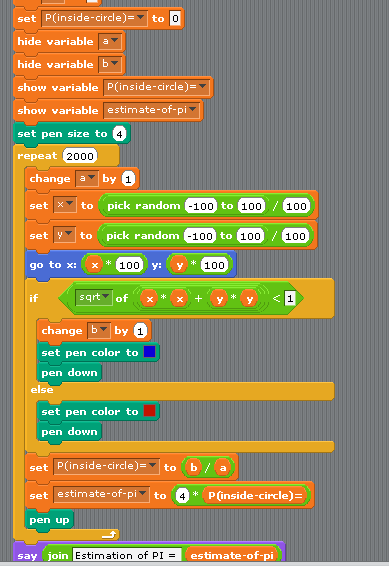 set P(inside-circle)= to 0
hide variable a
hide variable b
show variable P(inside-circle)=
show variable estimate-of-pi
set pen size to 4
repeat 2000
change a by 1
set x to pick random -100 to 100 / 100
set y to pick random -100 to 100 / 100
go to x: x * 100 y: y * 100
if sqrt of x * x + y * y < 1
change b by 1
set pen color to
pen down
else
set pen color to
pen down
set P(inside-circle)= to b / a
set estimate-of-pi to 4 * P(inside-circle)=
pen up
say join Estimation of PI = estimate-of-pi